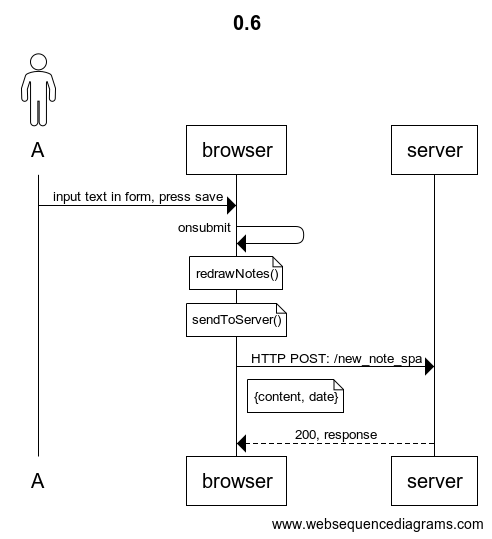 0.6
A
browser
server
input text in form, press save
onsubmit
redrawNotes()
sendToServer()
HTTP POST: /new_note_spa
{content, date}
200, response
A
browser
server
www.websequencediagrams.com